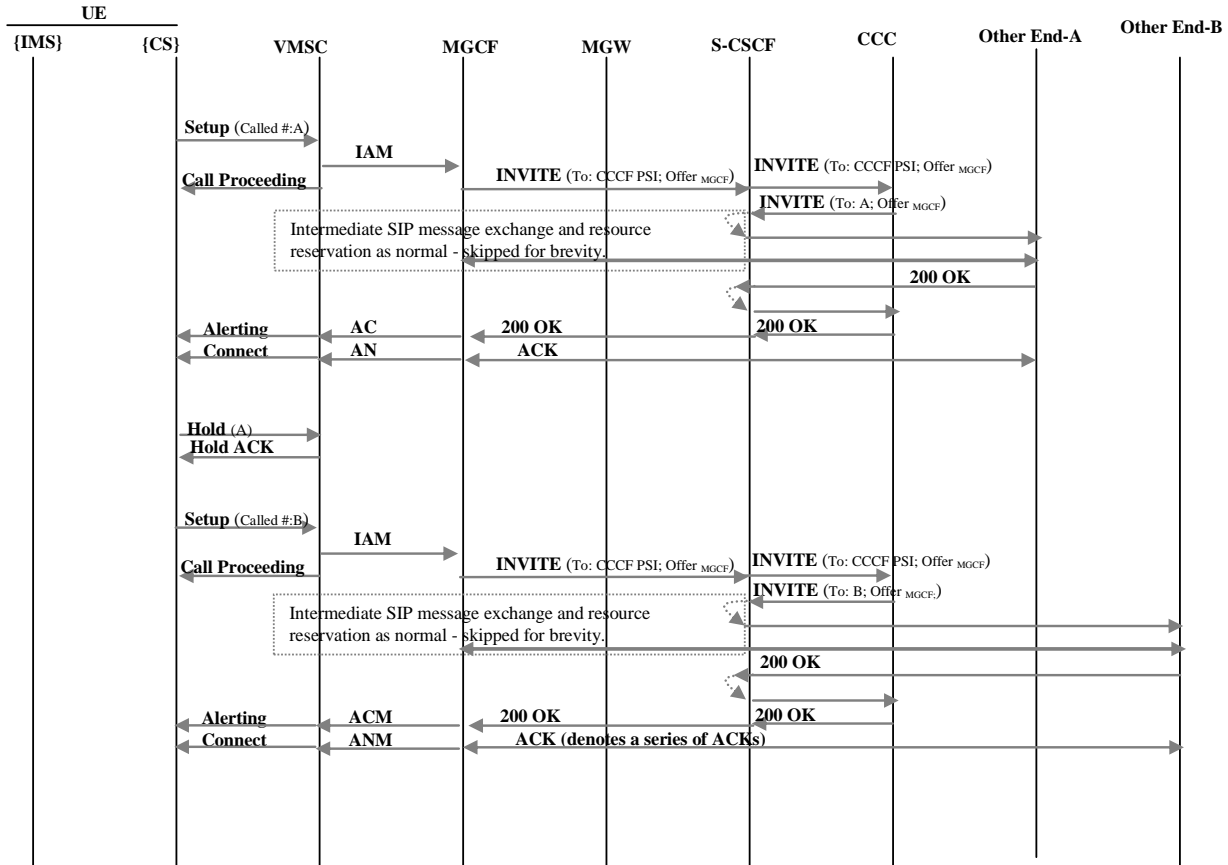 UE
{IMS} {CS} VMSC MGCF MGW S-CSCF CCC Other End-A Other End-B
Setup (Called #:A)
IAM
Call Proceeding
INVITE (To: CCCF PSI; Offer MGCF)
INVITE (To: CCCF PSI; Offer MGCF)
INVITE (To: A; Offer MGCF)
Intermediate SIP message exchange and resource
reservation as normal - skipped for brevity.
200 OK
Alerting AC 200 OK 200 OK
Connect AN ACK
Hold (A)
Hold ACK
Setup (Called #:B)
IAM
Call Proceeding
INVITE (To: CCCF PSI; Offer MGCF)
INVITE (To: CCCF PSI; Offer MGCF)
INVITE (To: B; Offer MGCF;)
Intermediate SIP message exchange and resource
reservation as normal - skipped for brevity.
200 OK
Alerting ACM 200 OK 200 OK
Connect ANM ACK (denotes a series of ACKs)